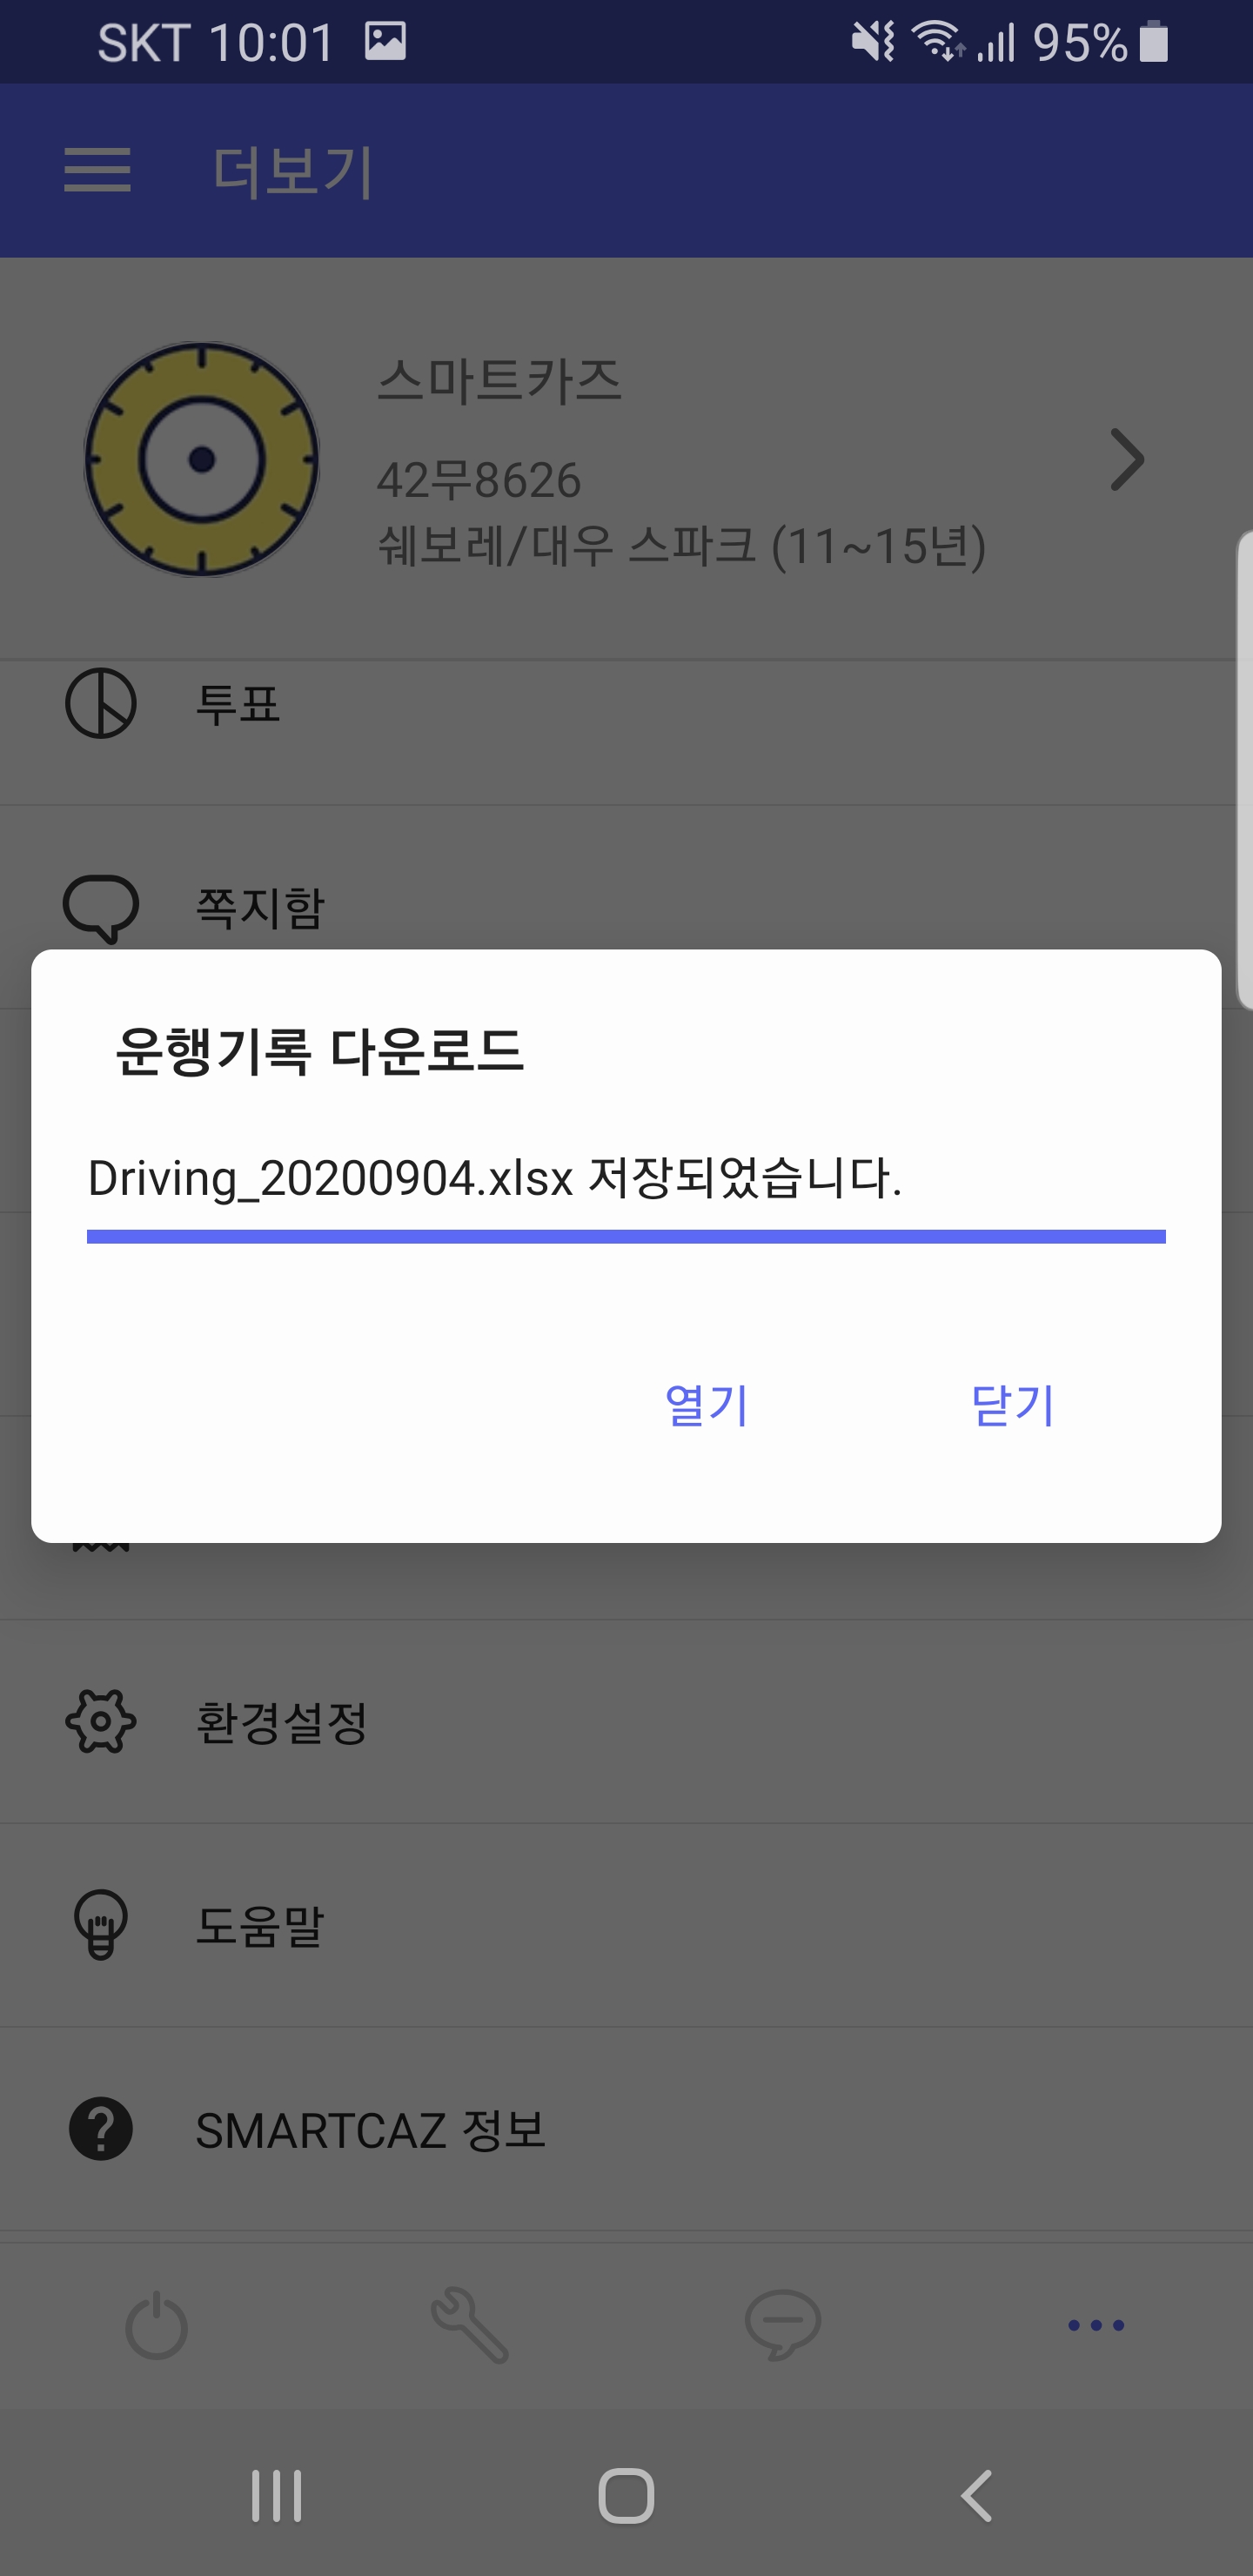 SKT 10:01 95%
더보기
스마트카즈
42무8626
쉐보레/대우 스파크 (11~15년)
투표
쪽지함
운행기록 다운로드
Driving_20200904.xlsx 저장되었습니다.
열기 닫기
환경설정
도움말
SMARTCAZ 정보